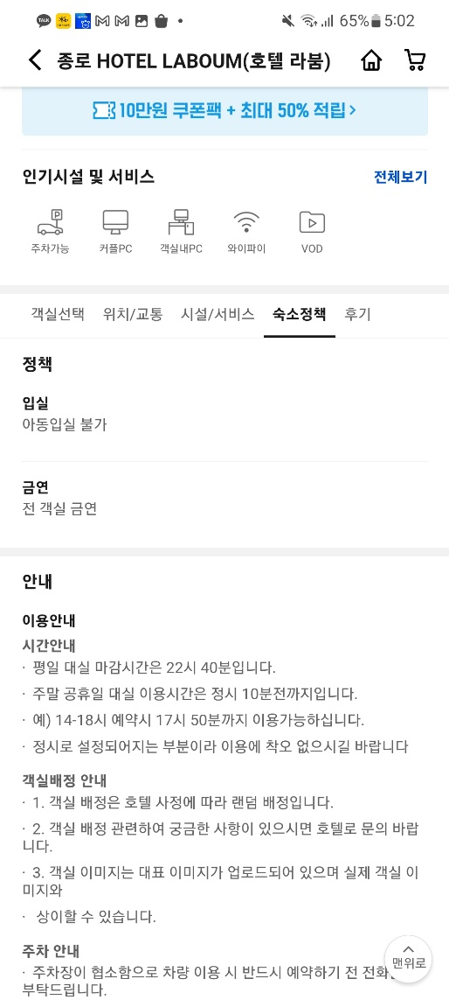 TALK
65% 5:02
종로 HOTEL LABOUM(호텔 라붐)
10만원 쿠폰팩 + 최대 50% 적립 >
인기시설 및 서비스 전체보기
주차가능 커플PC 객실내PC 와이파이 VOD
객실선택 위치/교통 시설/서비스 숙소정책 후기
정책
입실
아동입실 불가
금연
전 객실 금연
안내
이용안내
시간안내
· 평일 대실 마감시간은 22시 40분입니다.
· 주말 공휴일 대실 이용시간은 정시 10분전까지입니다.
· 예) 14-18시 예약시 17시 50분까지 이용가능하십니다.
· 정시로 설정되어지는 부분이라 이용에 착오 없으시길 바랍니다
객실배정 안내
· 1. 객실 배정은 호텔 사정에 따라 랜덤 배정입니다.
· 2. 객실 배정 관련하여 궁금한 사항이 있으시면 호텔로 문의 바랍
니다.
· 3. 객실 이미지는 대표 이미지가 업로드되어 있으며 실제 객실 이
미지와
· 상이할 수 있습니다.
주차 안내
· 주차장이 협소함으로 차량 이용 시 반드시 예약하기 전 전화
부탁드립니다.
맨위로